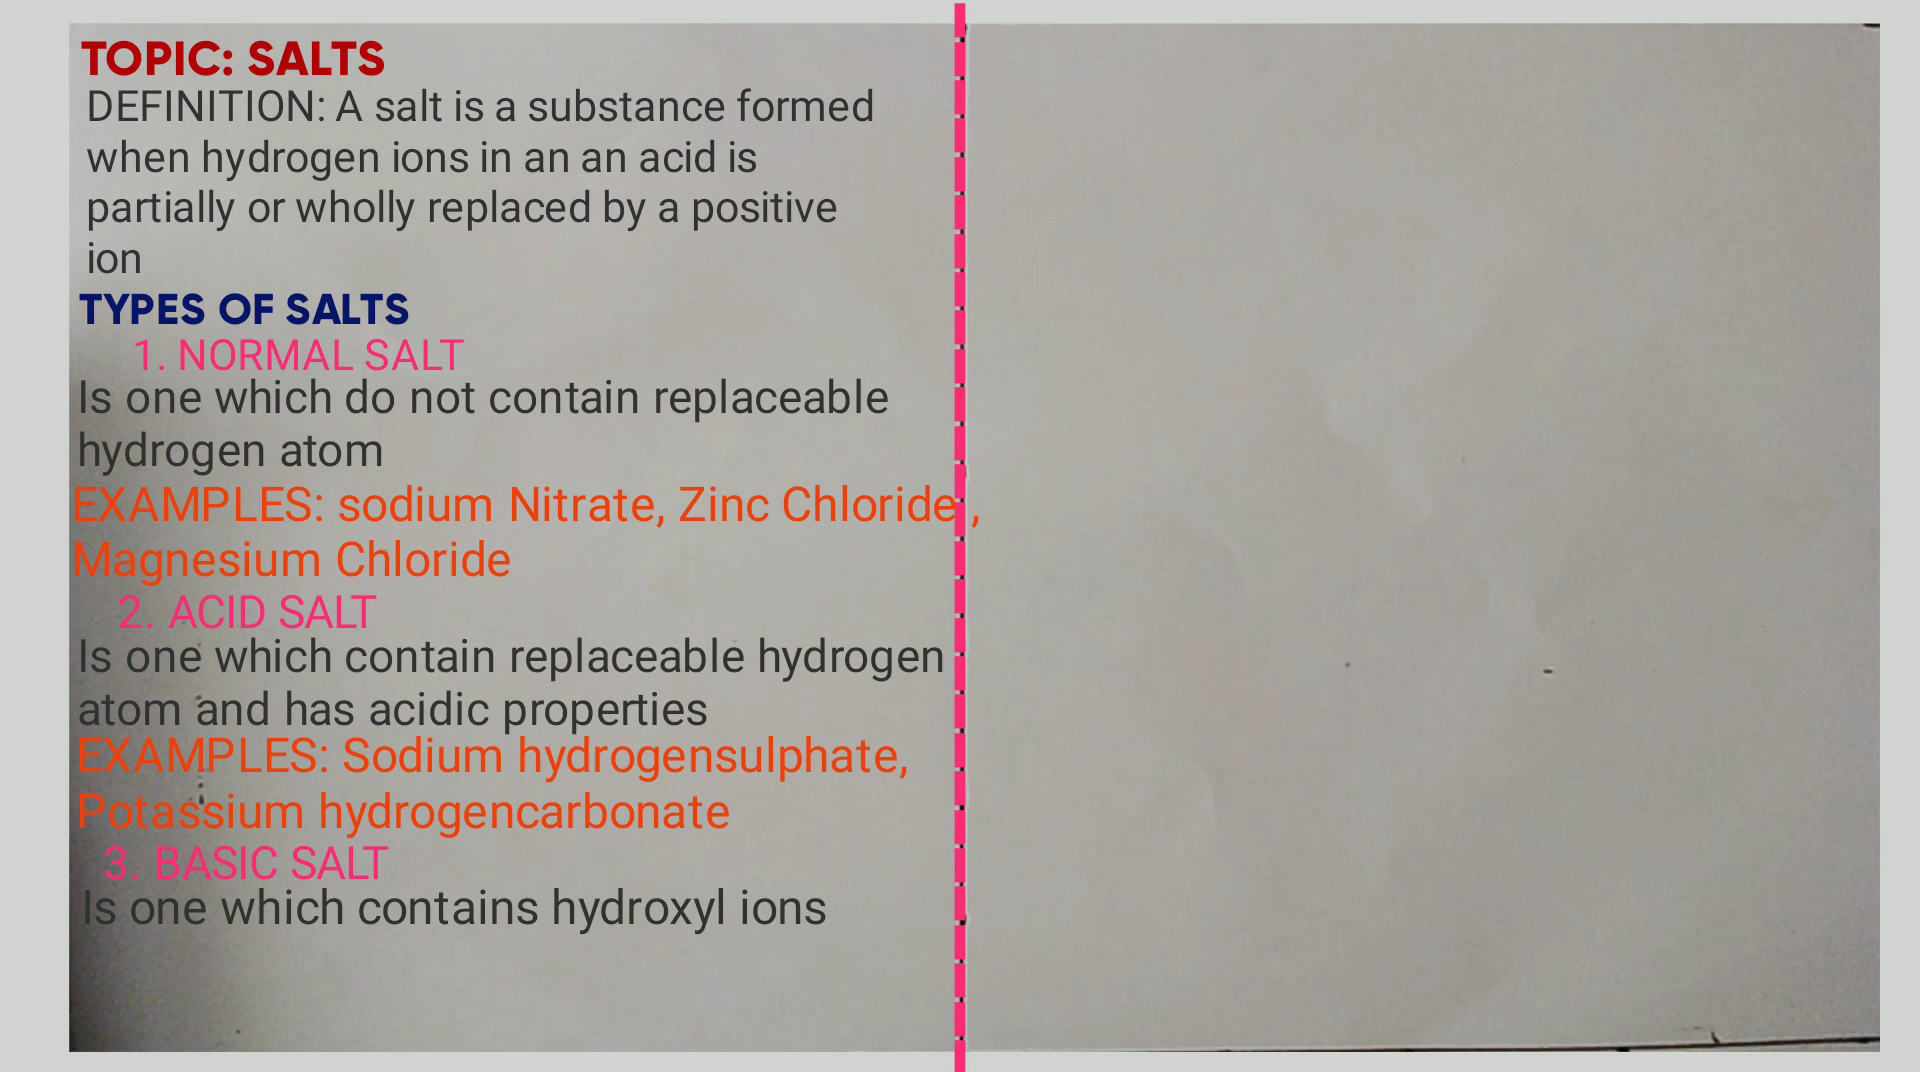 TOPIC: SALTS
DEFINITION: A salt is a substance formed
when hydrogen ions in an an acid is
partially or wholly replaced by a positive
ion
TYPES OF SALTS
1. NORMAL SALT
Is one which do not contain replaceable
hydrogen atom
EXAMPLES: sodium Nitrate, Zinc Chloride ,
Magnesium Chloride
2. ACID SALT
Is one which contain replaceable hydrogen
atom and has acidic properties
EXAMPLES: Sodium hydrogensulphate,
Potassium hydrogencarbonate
3. BASIC SALT
Is one which contains hydroxyl ions